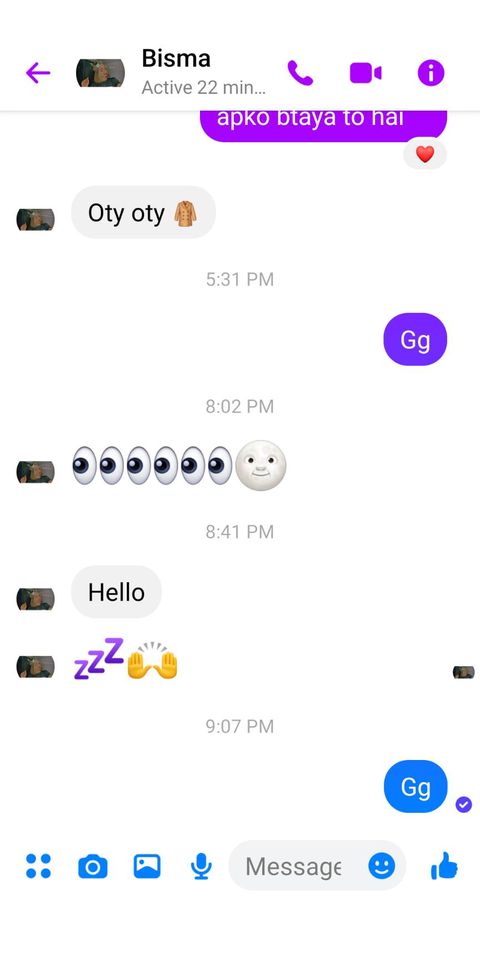 Bisma
Active 22 min...
apko btaya to hai
❤️
Oty oty 🧥
5:31 PM
Gg
8:02 PM
👀👀👀🌝
8:41 PM
Hello
💤🙌
9:07 PM
Gg
Message